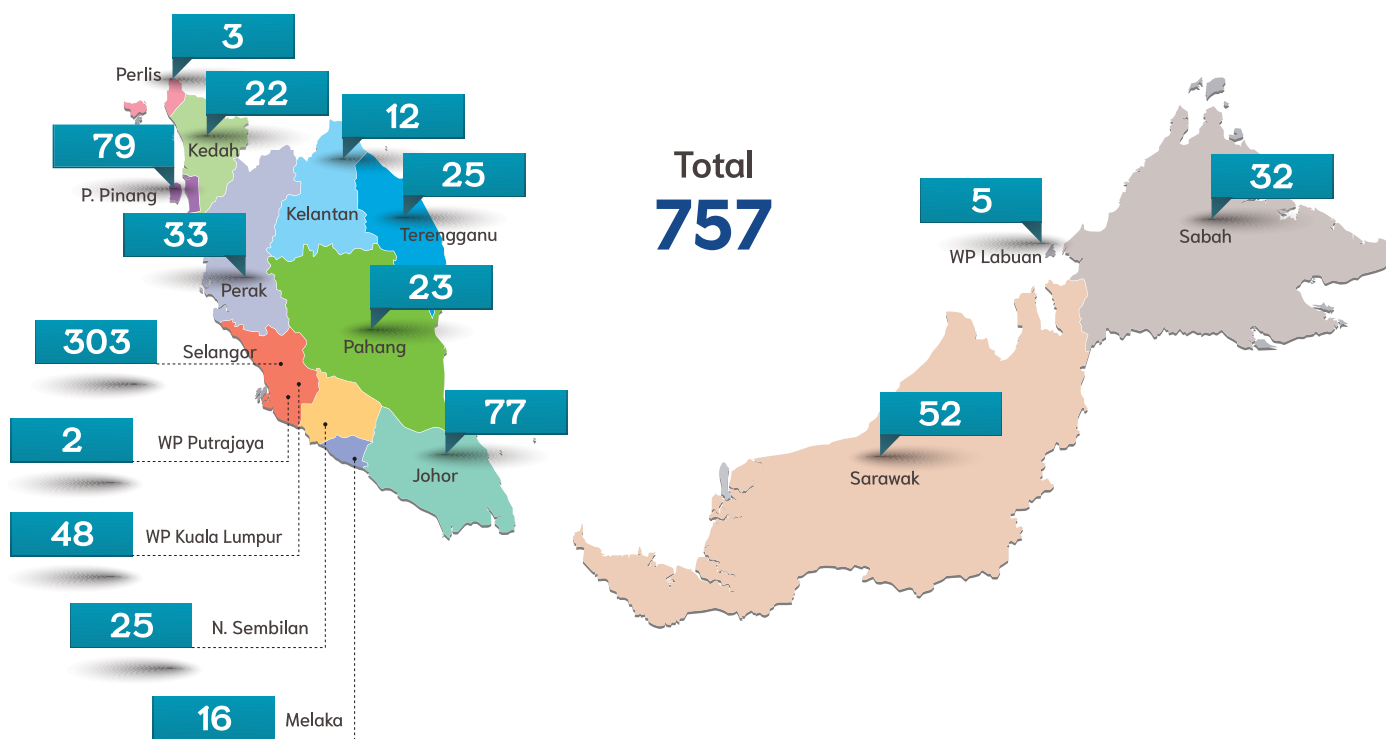 3
Perlis
22
Kedah
12
79
P. Pinang
25
Kelantan
Terengganu
33
Perak
23
Pahang
303
Selangor
2
WP Putrajaya
77
Johor
48
WP Kuala Lumpur
25
N. Sembilan
16
Melaka
Total
757
5
WP Labuan
32
Sabah
52
Sarawak